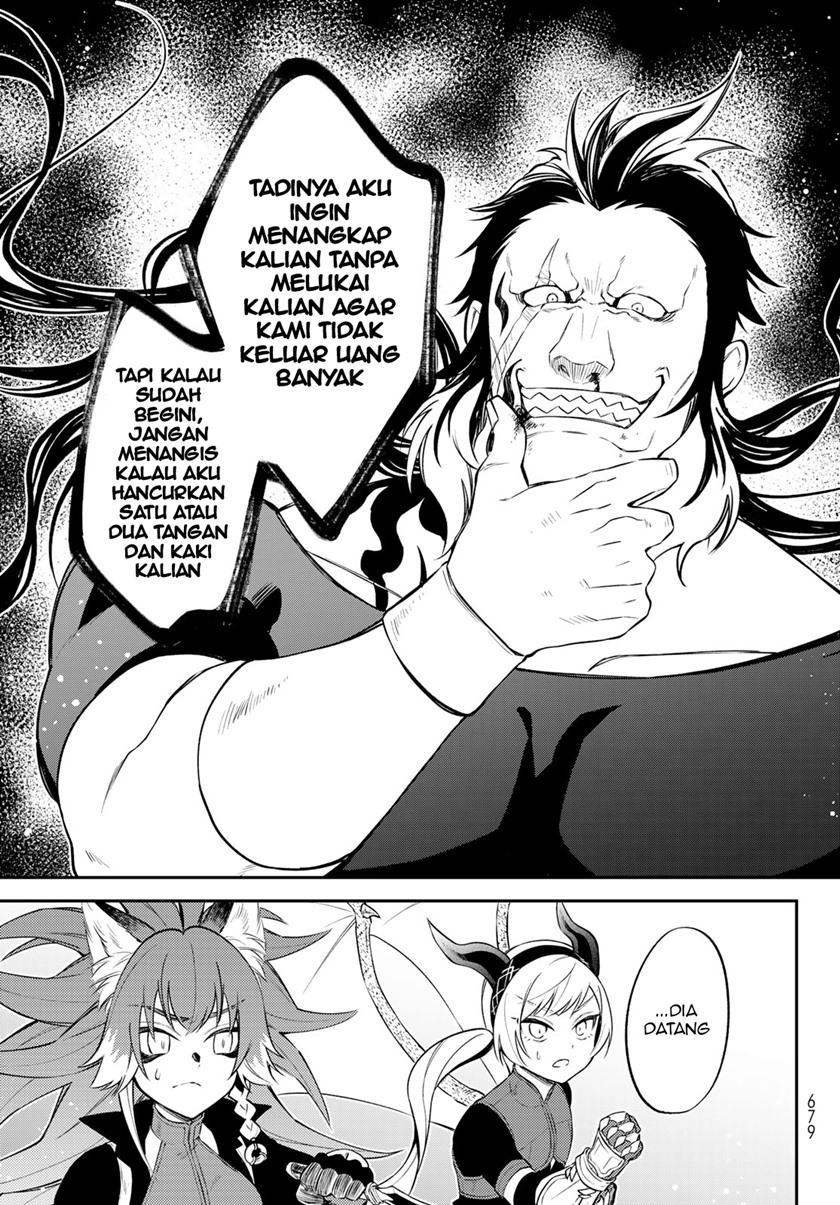 TADINYA AKU
INGIN
MENANGKAP
KALIAN TANPA
MELUKAI
KALIAN AGAR
KAMI TIDAK
KELUAR UANG
BANYAK
TAPI KALAU
SUDAH
BEGINI,
JANGAN
MENANGIS
KALAU AKU
HANCURKAN
SATU ATAU
DUA TANGAN
DAN KAKI
KALIAN
...DIA
DATANG
679